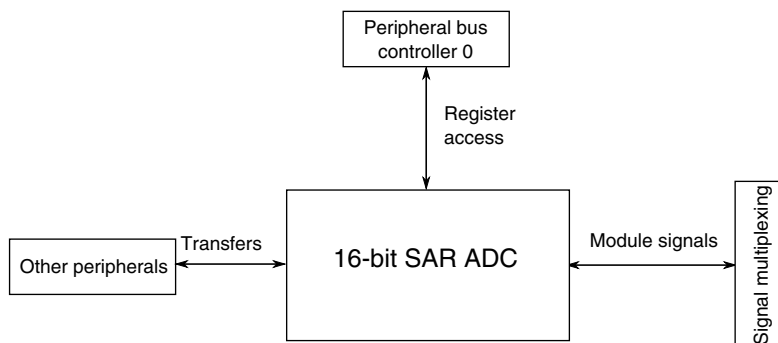 Peripheral bus
controller 0
Register
access
Transfers
Other peripherals
16-bit SAR ADC
Module signals
Signal multiplexing